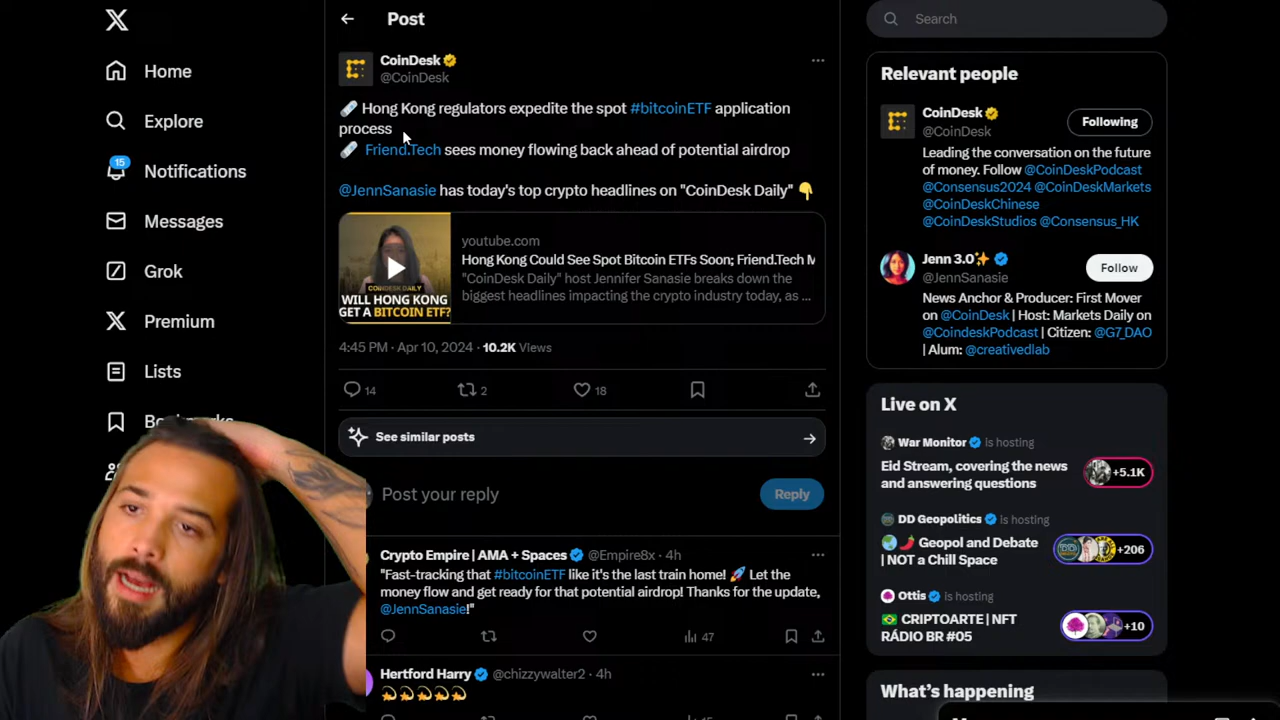 Post
Search
Home
Explore
15
Notifications
Messages
Grok
Premium
Lists
CoinDesk
@CoinDesk
Hong Kong regulators expedite the spot #bitcoinETF application
process
Friend.Tech sees money flowing back ahead of potential airdrop
@JennSanasie has today's top crypto headlines on "CoinDesk Daily"
COINDESK DAILY
WILL HONG KONG
GET A BITCOIN ETF?
youtube.com
Hong Kong Could See Spot Bitcoin ETFs Soon; Friend.Tech M
"CoinDesk Daily" host Jennifer Sanasie breaks down the
biggest headlines impacting the crypto industry today, as ...
4:45 PM · Apr 10, 2024 · 10.2K Views
14 2 18
See similar posts
Post your reply
Reply
Crypto Empire | AMA + Spaces @Empire8x · 4h
"Fast-tracking that #bitcoinETF like it's the last train home! Let the
money flow and get ready for that potential airdrop! Thanks for the update,
@JennSanasie!"
47
Hertford Harry @chizzywalter2 · 4h
Relevant people
CoinDesk
@CoinDesk
Following
Leading the conversation on the future
of money. Follow @CoinDeskPodcast
@Consensus2024 @CoinDeskMarkets
@CoinDeskChinese
@CoinDeskStudios @Consensus_HK
Jenn 3.0
@JennSanasie
Follow
News Anchor & Producer: First Mover
on @CoinDesk | Host: Markets Daily on
@CoindeskPodcast | Citizen: @G7_DAO
| Alum: @creativedlab
Live on X
War Monitor is hosting
Eid Stream, covering the news
and answering questions
+5.1K
DD Geopolitics is hosting
Geopol and Debate
| NOT a Chill Space
+206
Ottis is hosting
CRIPTOARTE | NFT
RÁDIO BR #05
+10
What's happening